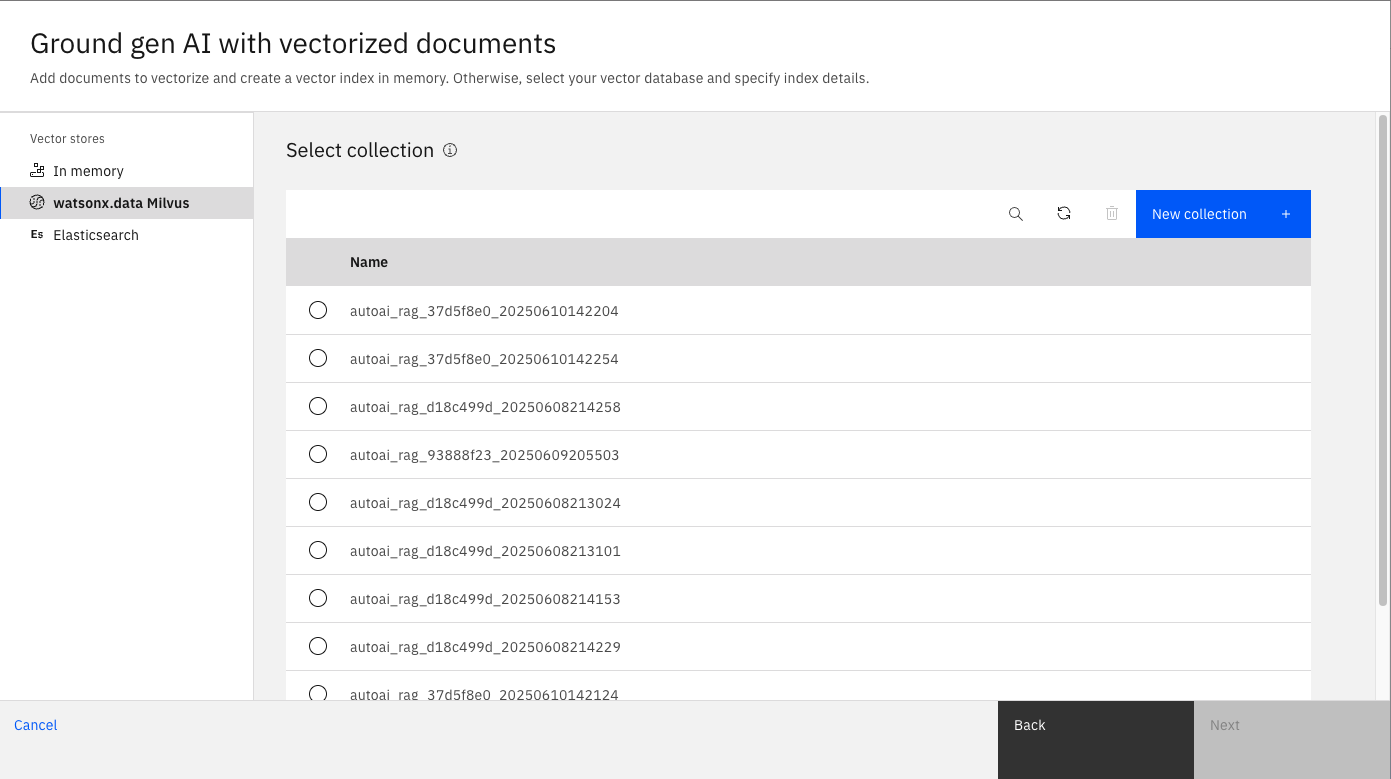 Ground gen AI with vectorized documents
Add documents to vectorize and create a vector index in memory. Otherwise, select your vector database and specify index details.
Vector stores
In memory
watsonx.data Milvus
Es Elasticsearch
Select collection
New collection +
Name
autoai_rag_37d5f8e0_20250610142204
autoai_rag_37d5f8e0_20250610142254
autoai_rag_d18c499d_20250608214258
autoai_rag_93888f23_20250609205503
autoai_rag_d18c499d_20250608213024
autoai_rag_d18c499d_20250608213101
autoai_rag_d18c499d_20250608214153
autoai_rag_d18c499d_20250608214229
autoai_rag_37d5f8e0_20250610142124
Cancel
Back
Next